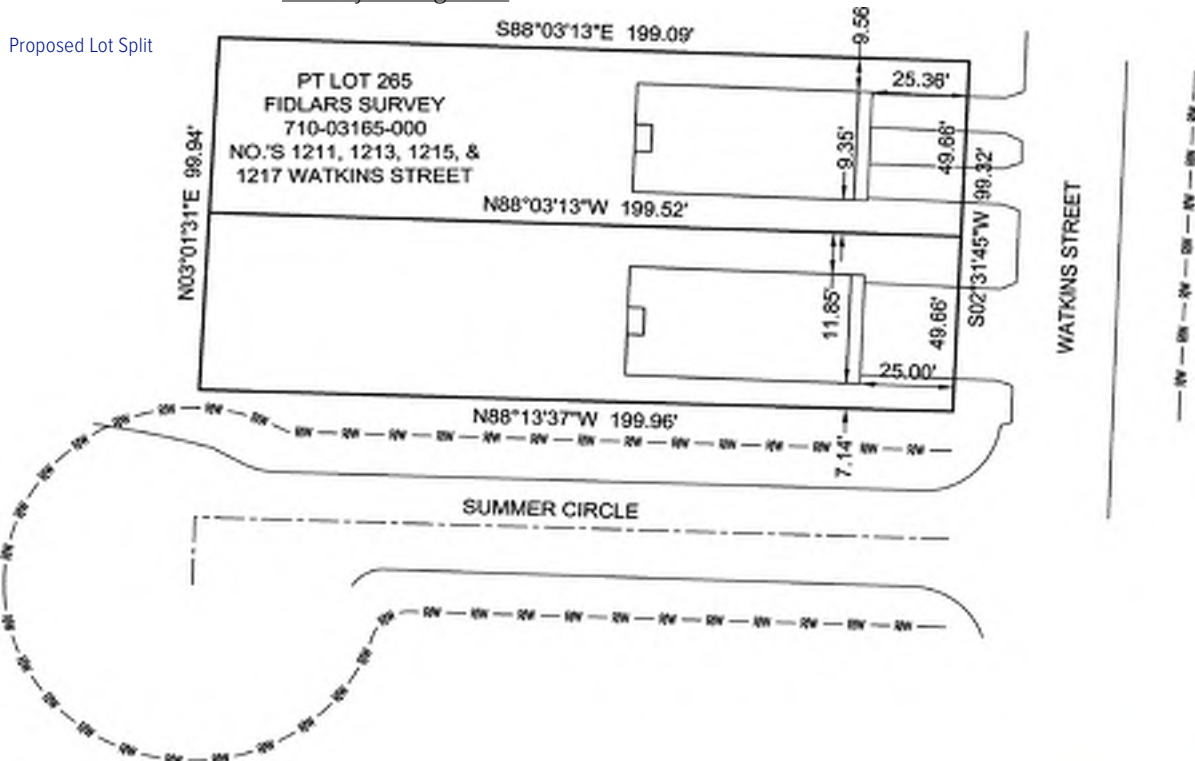 Proposed Lot Split
S88°03'13"E 199.09'
9.56
25.36'
PT LOT 265
FIDLARS SURVEY
710-03165-000
NO.'S 1211, 1213, 1215, &
1217 WATKINS STREET
N03°01'31"E 99.94'
9.35'
49.66'
N88°03'13"W 199.52'
S02°31'45"W 99.32'
WATKINS STREET
11.85'
49.66'
25.00'
N88°13'37"W 199.96'
7.14'
SUMMER CIRCLE